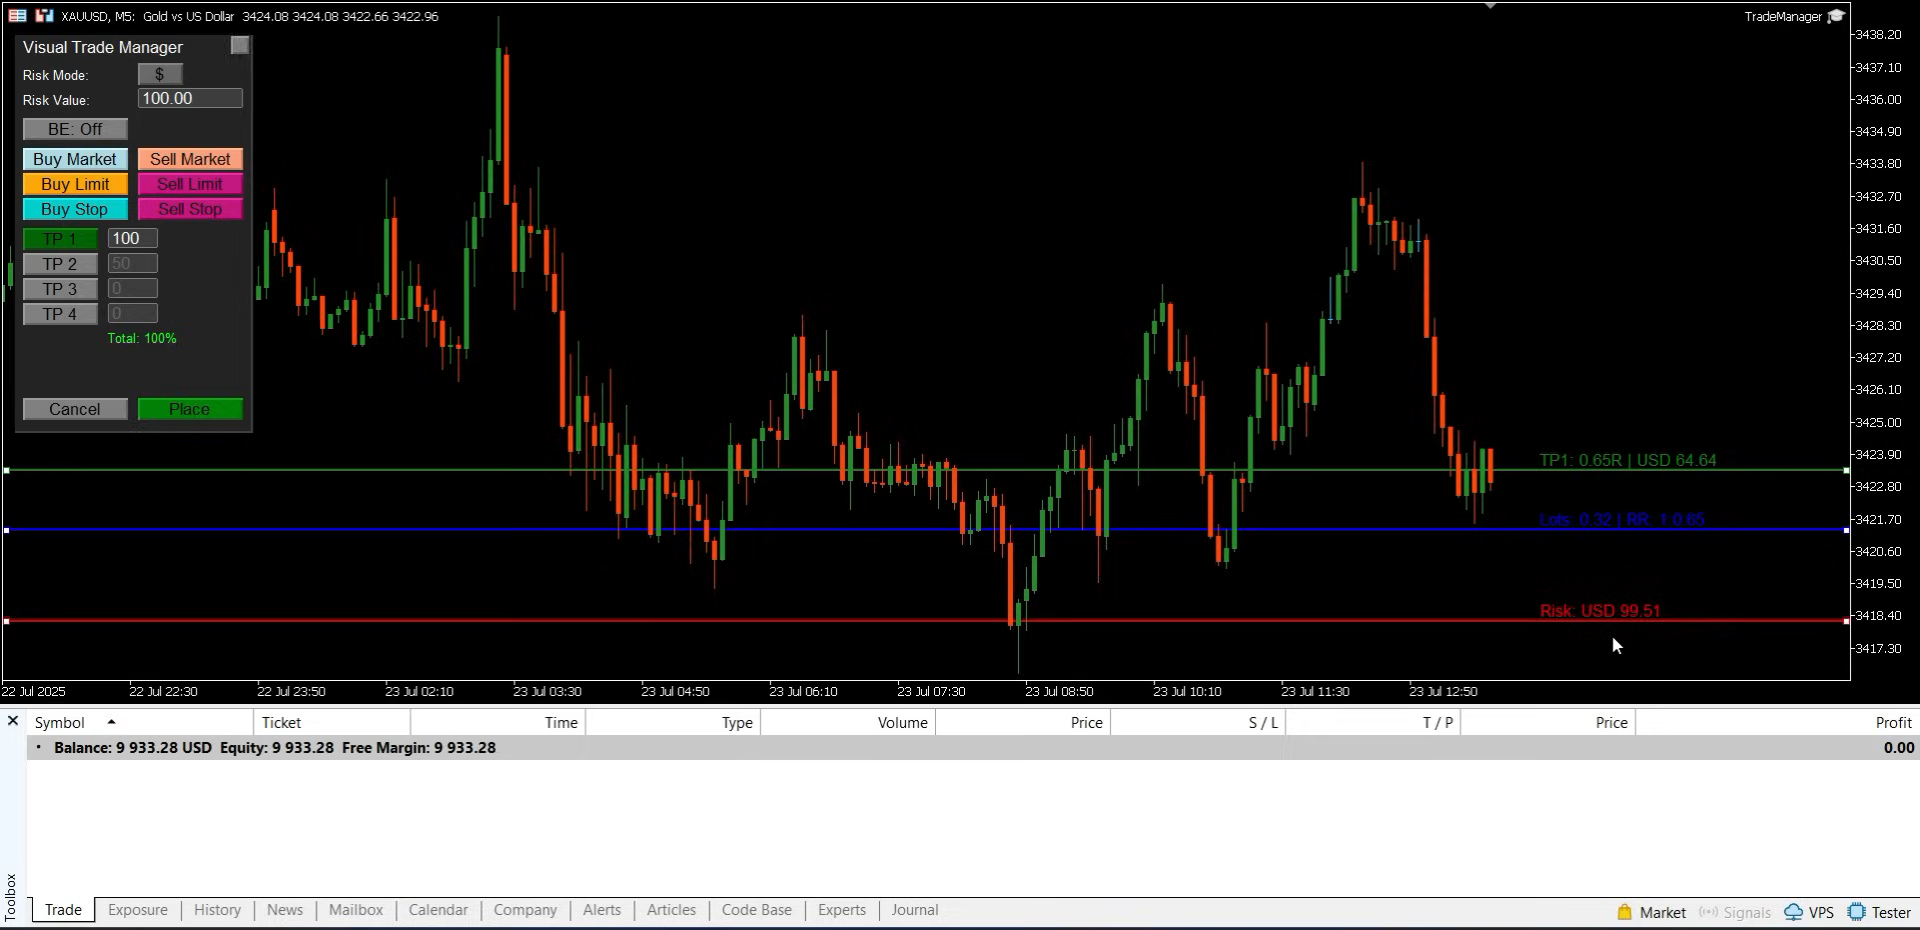 XAUUSD, M5: Gold vs US Dollar 3424.08 3424.08 3422.66 3422.96
TradeManager
Visual Trade Manager
Risk Mode: $
Risk Value: 100.00
BE: Off
Buy Market Sell Market
Buy Limit Sell Limit
Buy Stop Sell Stop
TP 1 100
TP 2 50
TP 3 0
TP 4 0
Total: 100%
Cancel Place
3438.20
3437.10
3436.00
3434.90
3433.80
3432.70
3431.60
3430.50
3429.40
3428.30
3427.20
3426.10
3425.00
3423.90
3422.80
3421.70
3420.60
3419.50
3418.40
3417.30
TP1: 0.65R | USD 64.64
Lots: 0.32 | RR: 1:0.65
Risk: USD 99.51
22 Jul 2025 22 Jul 22:30 22 Jul 23:50 23 Jul 02:10 23 Jul 03:30 23 Jul 04:50 23 Jul 06:10 23 Jul 07:30 23 Jul 08:50 23 Jul 10:10 23 Jul 11:30 23 Jul 12:50
Symbol Ticket Time Type Volume Price S / L T / P Price Profit
Balance: 9 933.28 USD Equity: 9 933.28 Free Margin: 9 933.28 0.00
Toolbox
Trade Exposure History News Mailbox Calendar Company Alerts Articles Code Base Experts Journal Market Signals VPS Tester